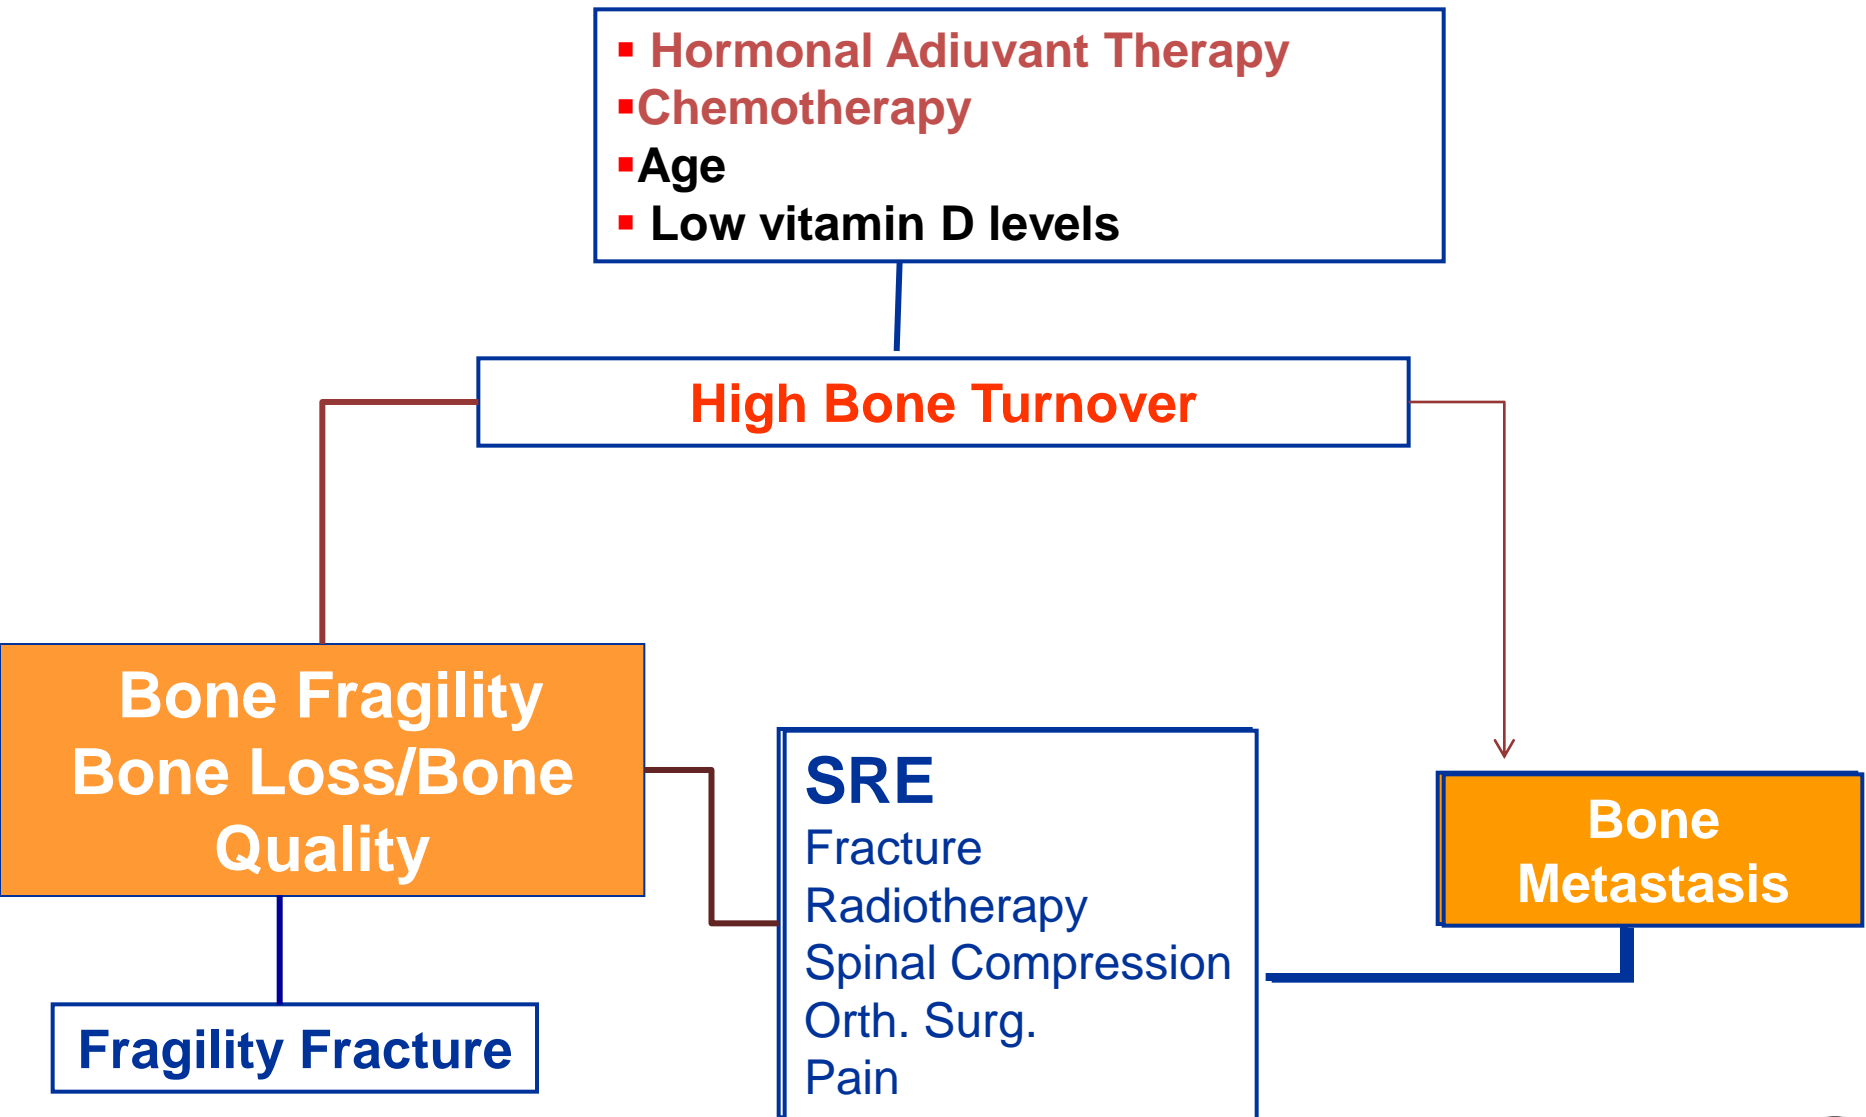 ▪ Hormonal Adiuvant Therapy
▪Chemotherapy
▪Age
▪ Low vitamin D levels
High Bone Turnover
Bone Fragility
Bone Loss/Bone
Quality
SRE
Fracture
Radiotherapy
Spinal Compression
Orth. Surg.
Pain
Bone
Metastasis
Fragility Fracture